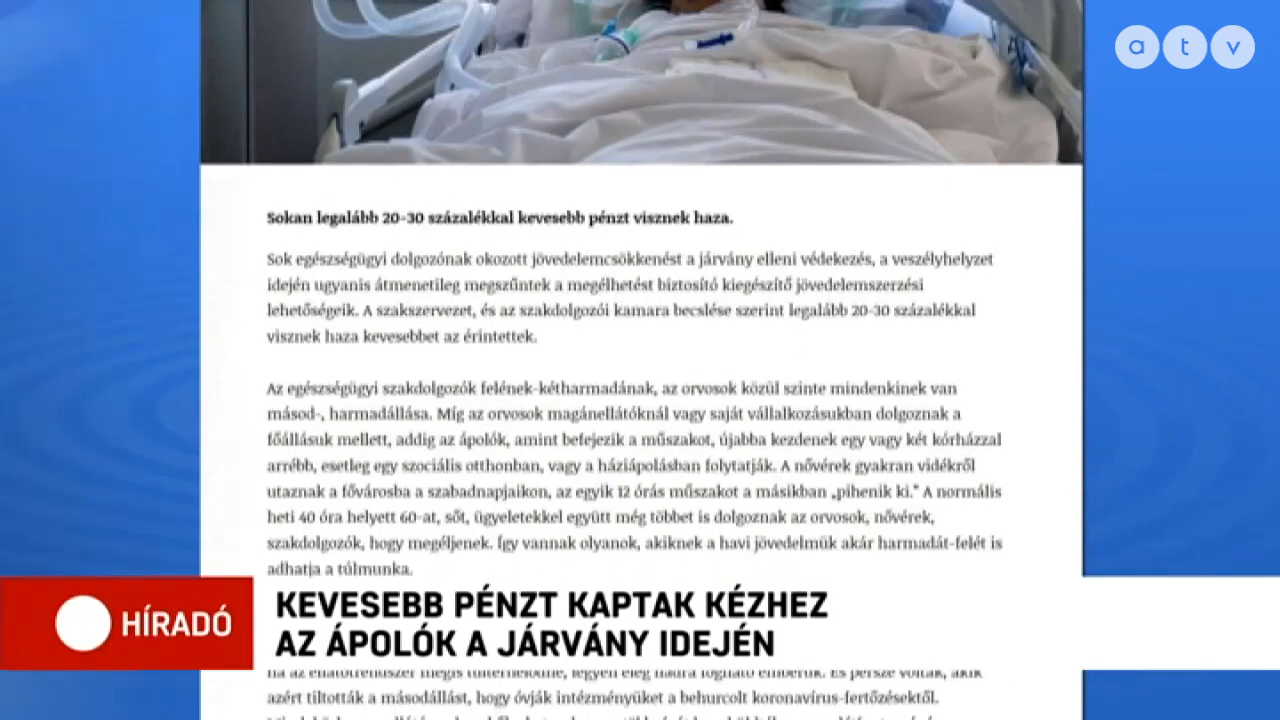 atv
Sokan legalább 20-30 százalékkal kevesebb pénzt visznek haza.
Sok egészségügyi dolgozónak okozott jövedelemcsökkenést a járvány elleni védekezés, a veszélyhelyzet
idején ugyanis átmenetileg megszűntek a megélhetést biztosító kiegészítő jövedelemszerzési
lehetőségeik. A szakszervezet, és az szakdolgozói kamara becslése szerint legalább 20-30 százalékkal
visznek haza kevesebbet az érintettek.
Az egészségügyi szakdolgozók felének-kétharmadának, az orvosok közül szinte mindenkinek van
másod-, harmadállása. Míg az orvosok magánellátóknál vagy saját vállalkozásukban dolgoznak a
főállásuk mellett, addig az ápolók, amint befejezik a műszakot, újabba kezdenek egy vagy két kórházzal
arrébb, esetleg egy szociális otthonban, vagy a háziápolásban folytatják. A nővérek gyakran vidékről
utaznak a fővárosba a szabadnapjaikon, az egyik 12 órás műszakot a másikban „pihenik ki.” A normális
heti 40 óra helyett 60-at, sőt, ügyeletekkel együtt még többet is dolgoznak az orvosok, nővérek,
szakdolgozók, hogy megéljenek. Így vannak olyanok, akiknek a havi jövedelmük akár harmadát-felét is
adhatja a túlmunka.
HÍRADÓ
KEVESEBB PÉNZT KAPTAK KÉZHEZ
AZ ÁPOLÓK A JÁRVÁNY IDEJÉN
azért tiltották a másodállást, hogy óvják intézményüket a behurcolt koronavírus-fertőzésektől.